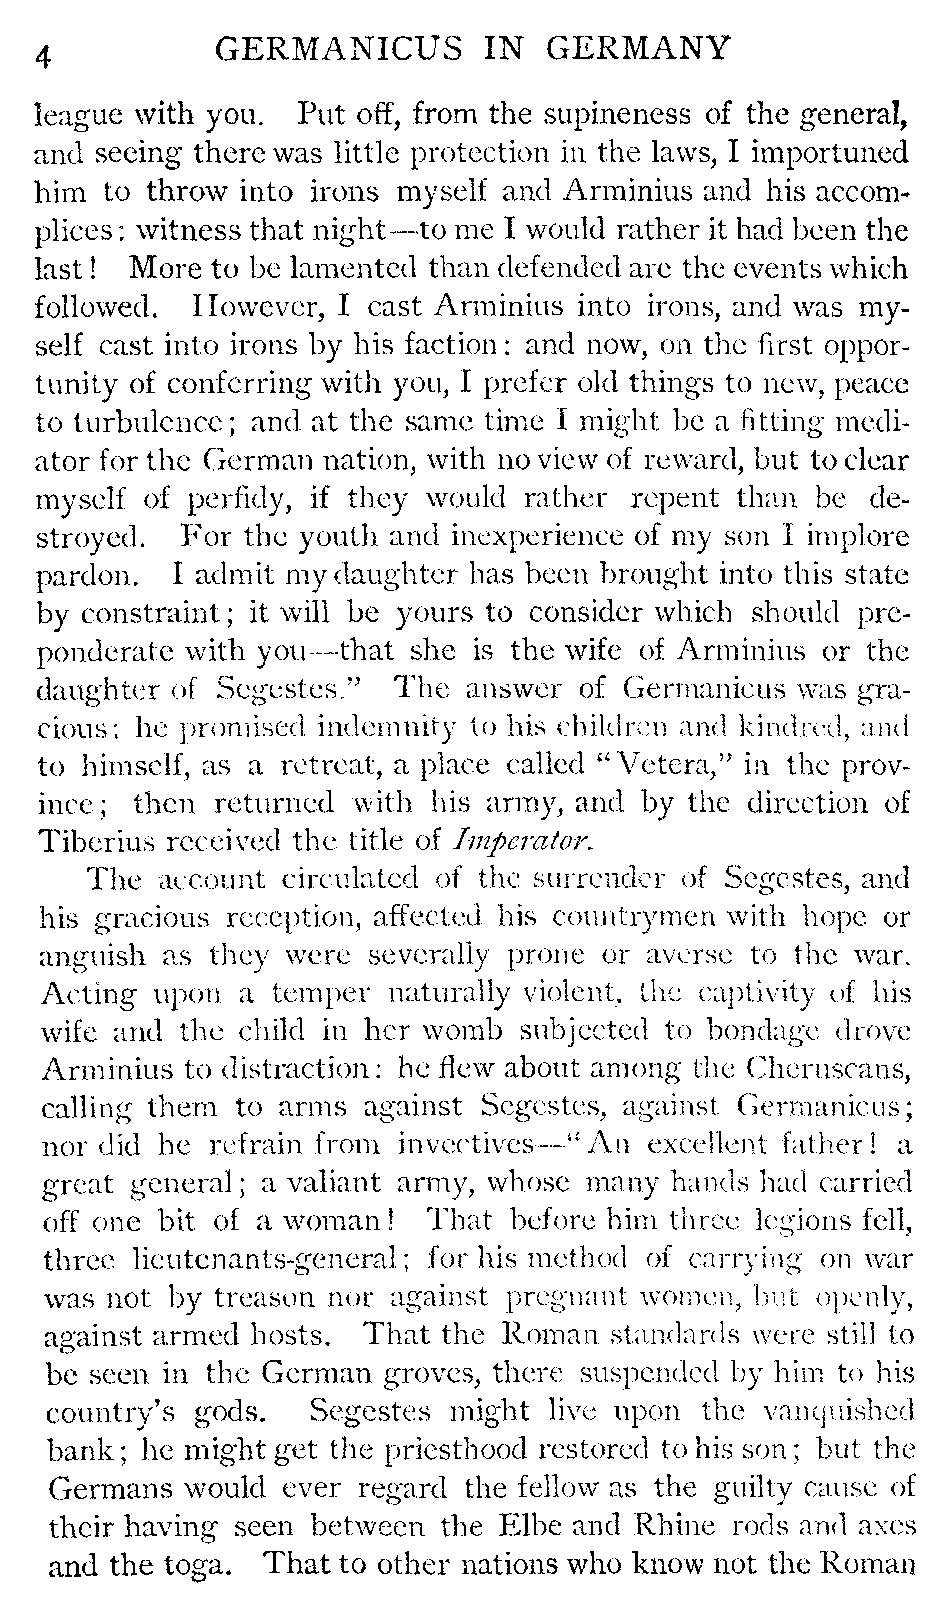 4 GERMANICUS IN GERMANY
league with you. Put off, from the supineness of the general,
and seeing there was little protection in the laws, I importuned
him to throw into irons myself and Arminius and his accom-
plices: witness that night—to me I would rather it had been the
last! More to be lamented than defended are the events which
followed. However, I cast Arminius into irons, and was my-
self cast into irons by his faction: and now, on the first oppor-
tunity of conferring with you, I prefer old things to new, peace
to turbulence; and at the same time I might be a fitting medi-
ator for the German nation, with no view of reward, but to clear
myself of perfidy, if they would rather repent than be de-
stroyed. For the youth and inexperience of my son I implore
pardon. I admit my daughter has been brought into this state
by constraint; it will be yours to consider which should pre-
ponderate with you—that she is the wife of Arminius or the
daughter of Segestes." The answer of Germanicus was gra-
cious: he promised indemnity to his children and kindred, and
to himself, as a retreat, a place called "Vetera," in the prov-
ince; then returned with his army, and by the direction of
Tiberius received the title of Imperator.
The account circulated of the surrender of Segestes, and
his gracious reception, affected his countrymen with hope or
anguish as they were severally prone or averse to the war.
Acting upon a temper naturally violent, the captivity of his
wife and the child in her womb subjected to bondage drove
Arminius to distraction: he flew about among the Cheruscans,
calling them to arms against Segestes, against Germanicus;
nor did he refrain from invectives—"An excellent father! a
great general; a valiant army, whose many hands had carried
off one bit of a woman! That before him three legions fell,
three lieutenants-general; for his method of carrying on war
was not by treason nor against pregnant women, but openly,
against armed hosts. That the Roman standards were still to
be seen in the German groves, there suspended by him to his
country's gods. Segestes might live upon the vanquished
bank; he might get the priesthood restored to his son; but the
Germans would ever regard the fellow as the guilty cause of
their having seen between the Elbe and Rhine rods and axes
and the toga. That to other nations who know not the Roman